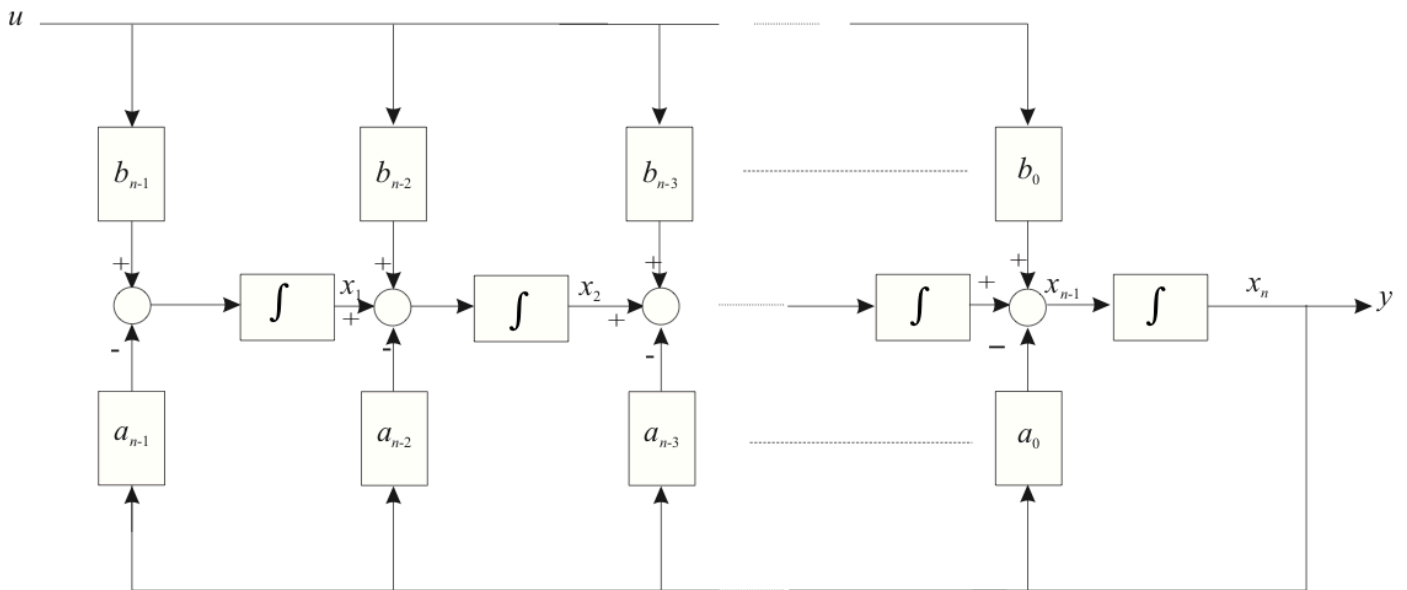 u
b_{n-1} b_{n-2} b_{n-3} b_0
+ + + +
∫ x_1 ∫ x_2 ∫ + x_{n-1} ∫ x_n y
+ +
- - - −
a_{n-1} a_{n-2} a_{n-3} a_0